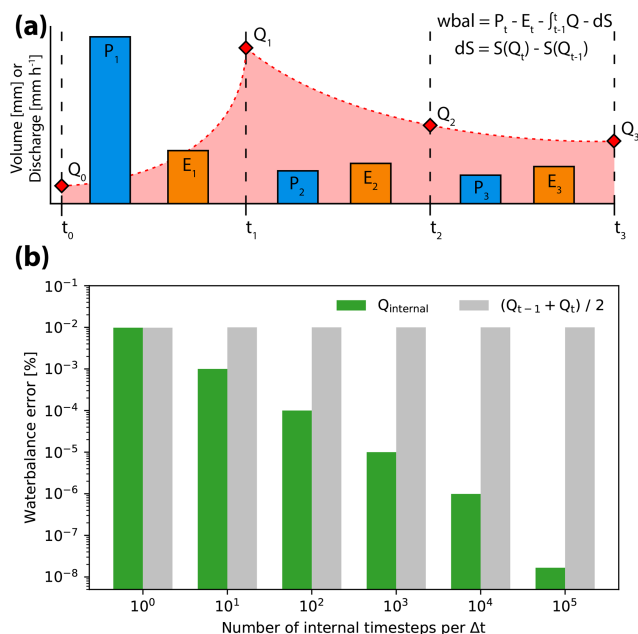 (a)
wbal = Pₜ - Eₜ - ∫ₜ₋₁ᵗ Q - dS
dS = S(Qₜ) - S(Qₜ₋₁)
Volume [mm] or
Discharge [mm h⁻¹]
Q₀
P₁
E₁
Q₁
P₂
E₂
Q₂
P₃
E₃
Q₃
t₀
t₁
t₂
t₃
(b)
Q_internal
(Q_{t−1} + Q_t) / 2
Waterbalance error [%]
10⁻¹
10⁻²
10⁻³
10⁻⁴
10⁻⁵
10⁻⁶
10⁻⁷
10⁻⁸
10⁰
10¹
10²
10³
10⁴
10⁵
Number of internal timesteps per Δt